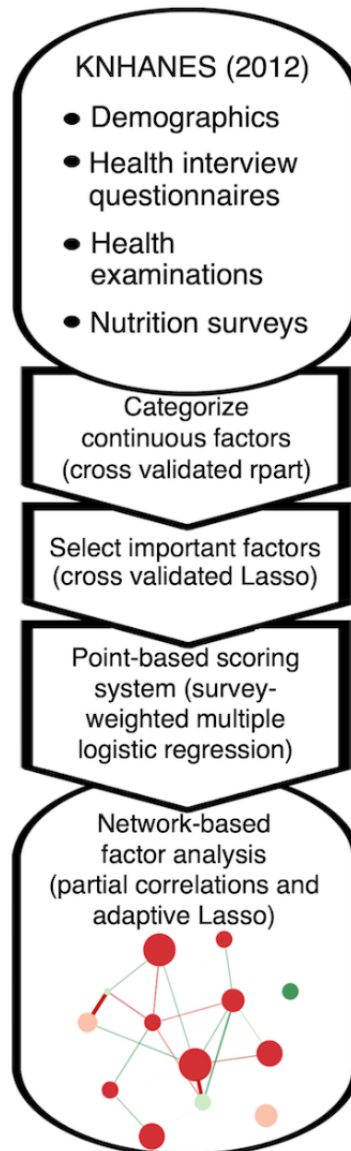 KNHANES (2012)
• Demographics
• Health interview
questionnaires
• Health
examinations
• Nutrition surveys
Categorize
continuous factors
(cross validated rpart)
Select important factors
(cross validated Lasso)
Point-based scoring
system (survey-
weighted multiple
logistic regression)
Network-based
factor analysis
(partial correlations and
adaptive Lasso)